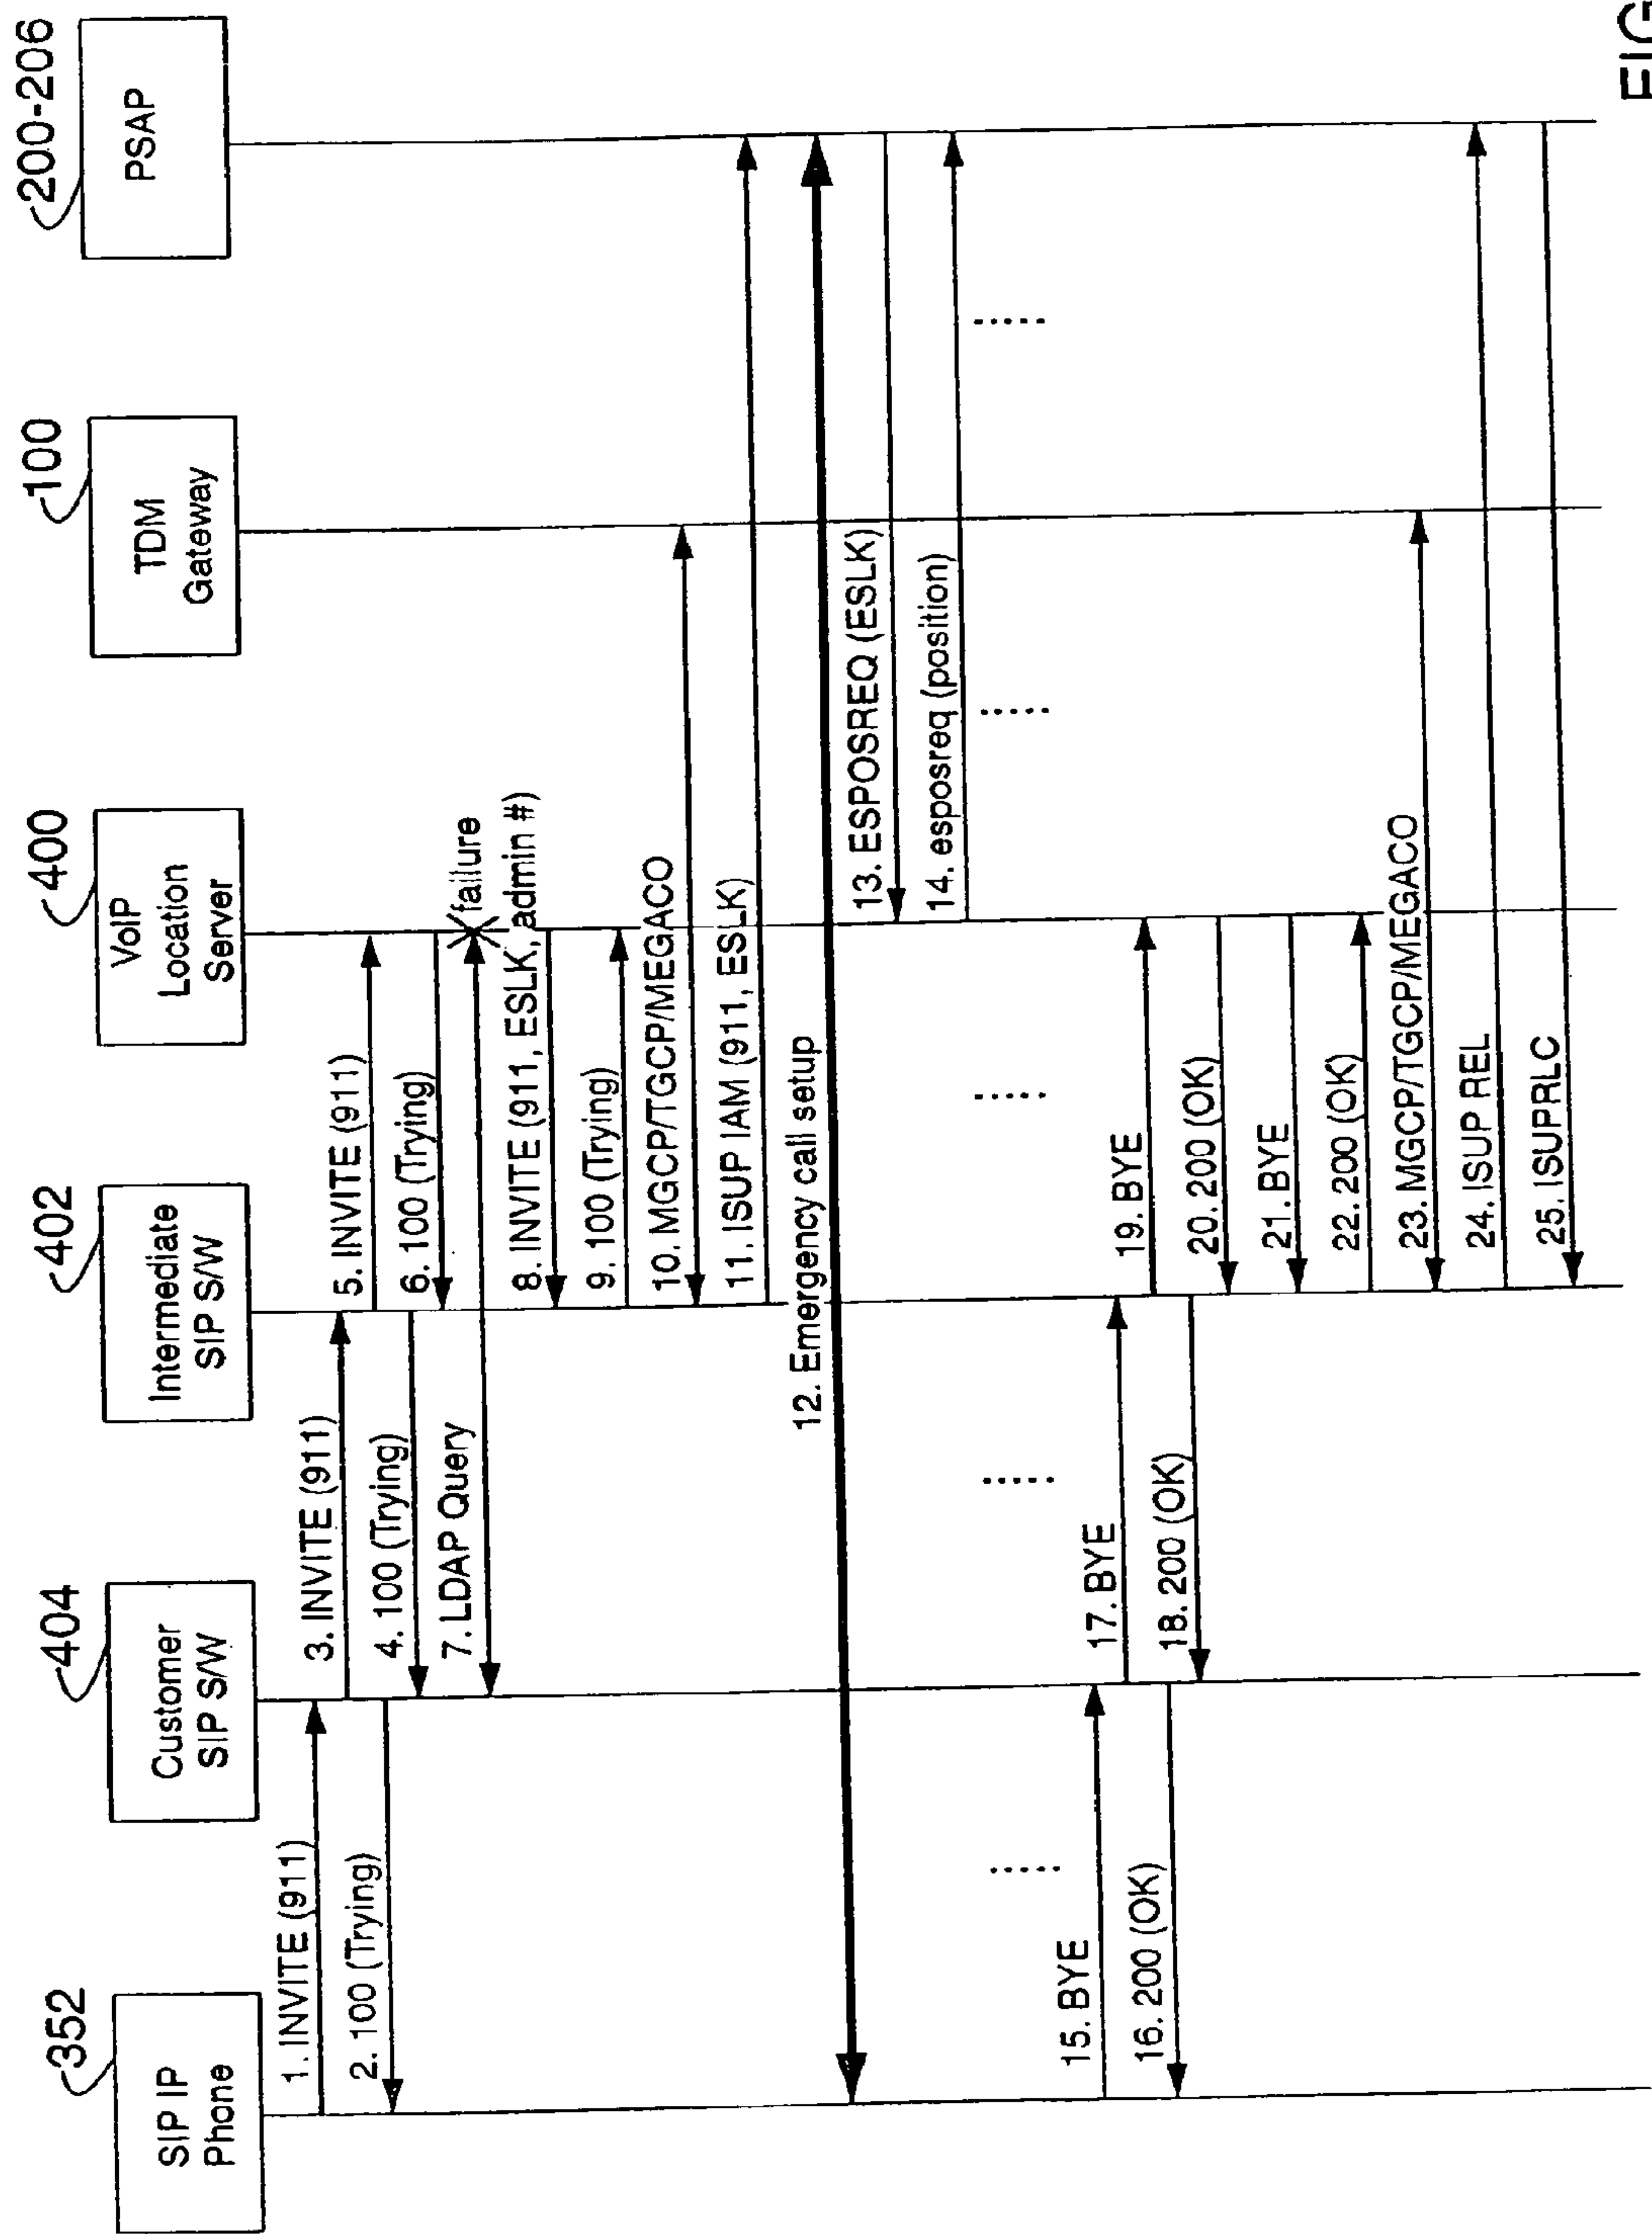 352
SIP IP
Phone
404
Customer
SIP S/W
402
Intermediate
SIP S/W
400
VoIP
Location
Server
100
TDM
Gateway
200-206
PSAP
1. INVITE (911)
2. 100 (Trying)
3. INVITE (911)
4. 100 (Trying)
5. INVITE (911)
6. 100 (Trying)
7. LDAP Query
failure
8. INVITE (911, ESLK, admin #)
9. 100 (Trying)
10. MGCP/TGCP/MEGACO
11. ISUP IAM (911, ESLK)
12. Emergency call setup
13. ESPOSREQ (ESLK)
14. esposreq (position)
......
......
......
......
......
15. BYE
16. 200 (OK)
17. BYE
18. 200 (OK)
19. BYE
20. 200 (OK)
21. BYE
22. 200 (OK)
23. MGCP/TGCP/MEGACO
24. ISUP REL
25. ISUPRLC